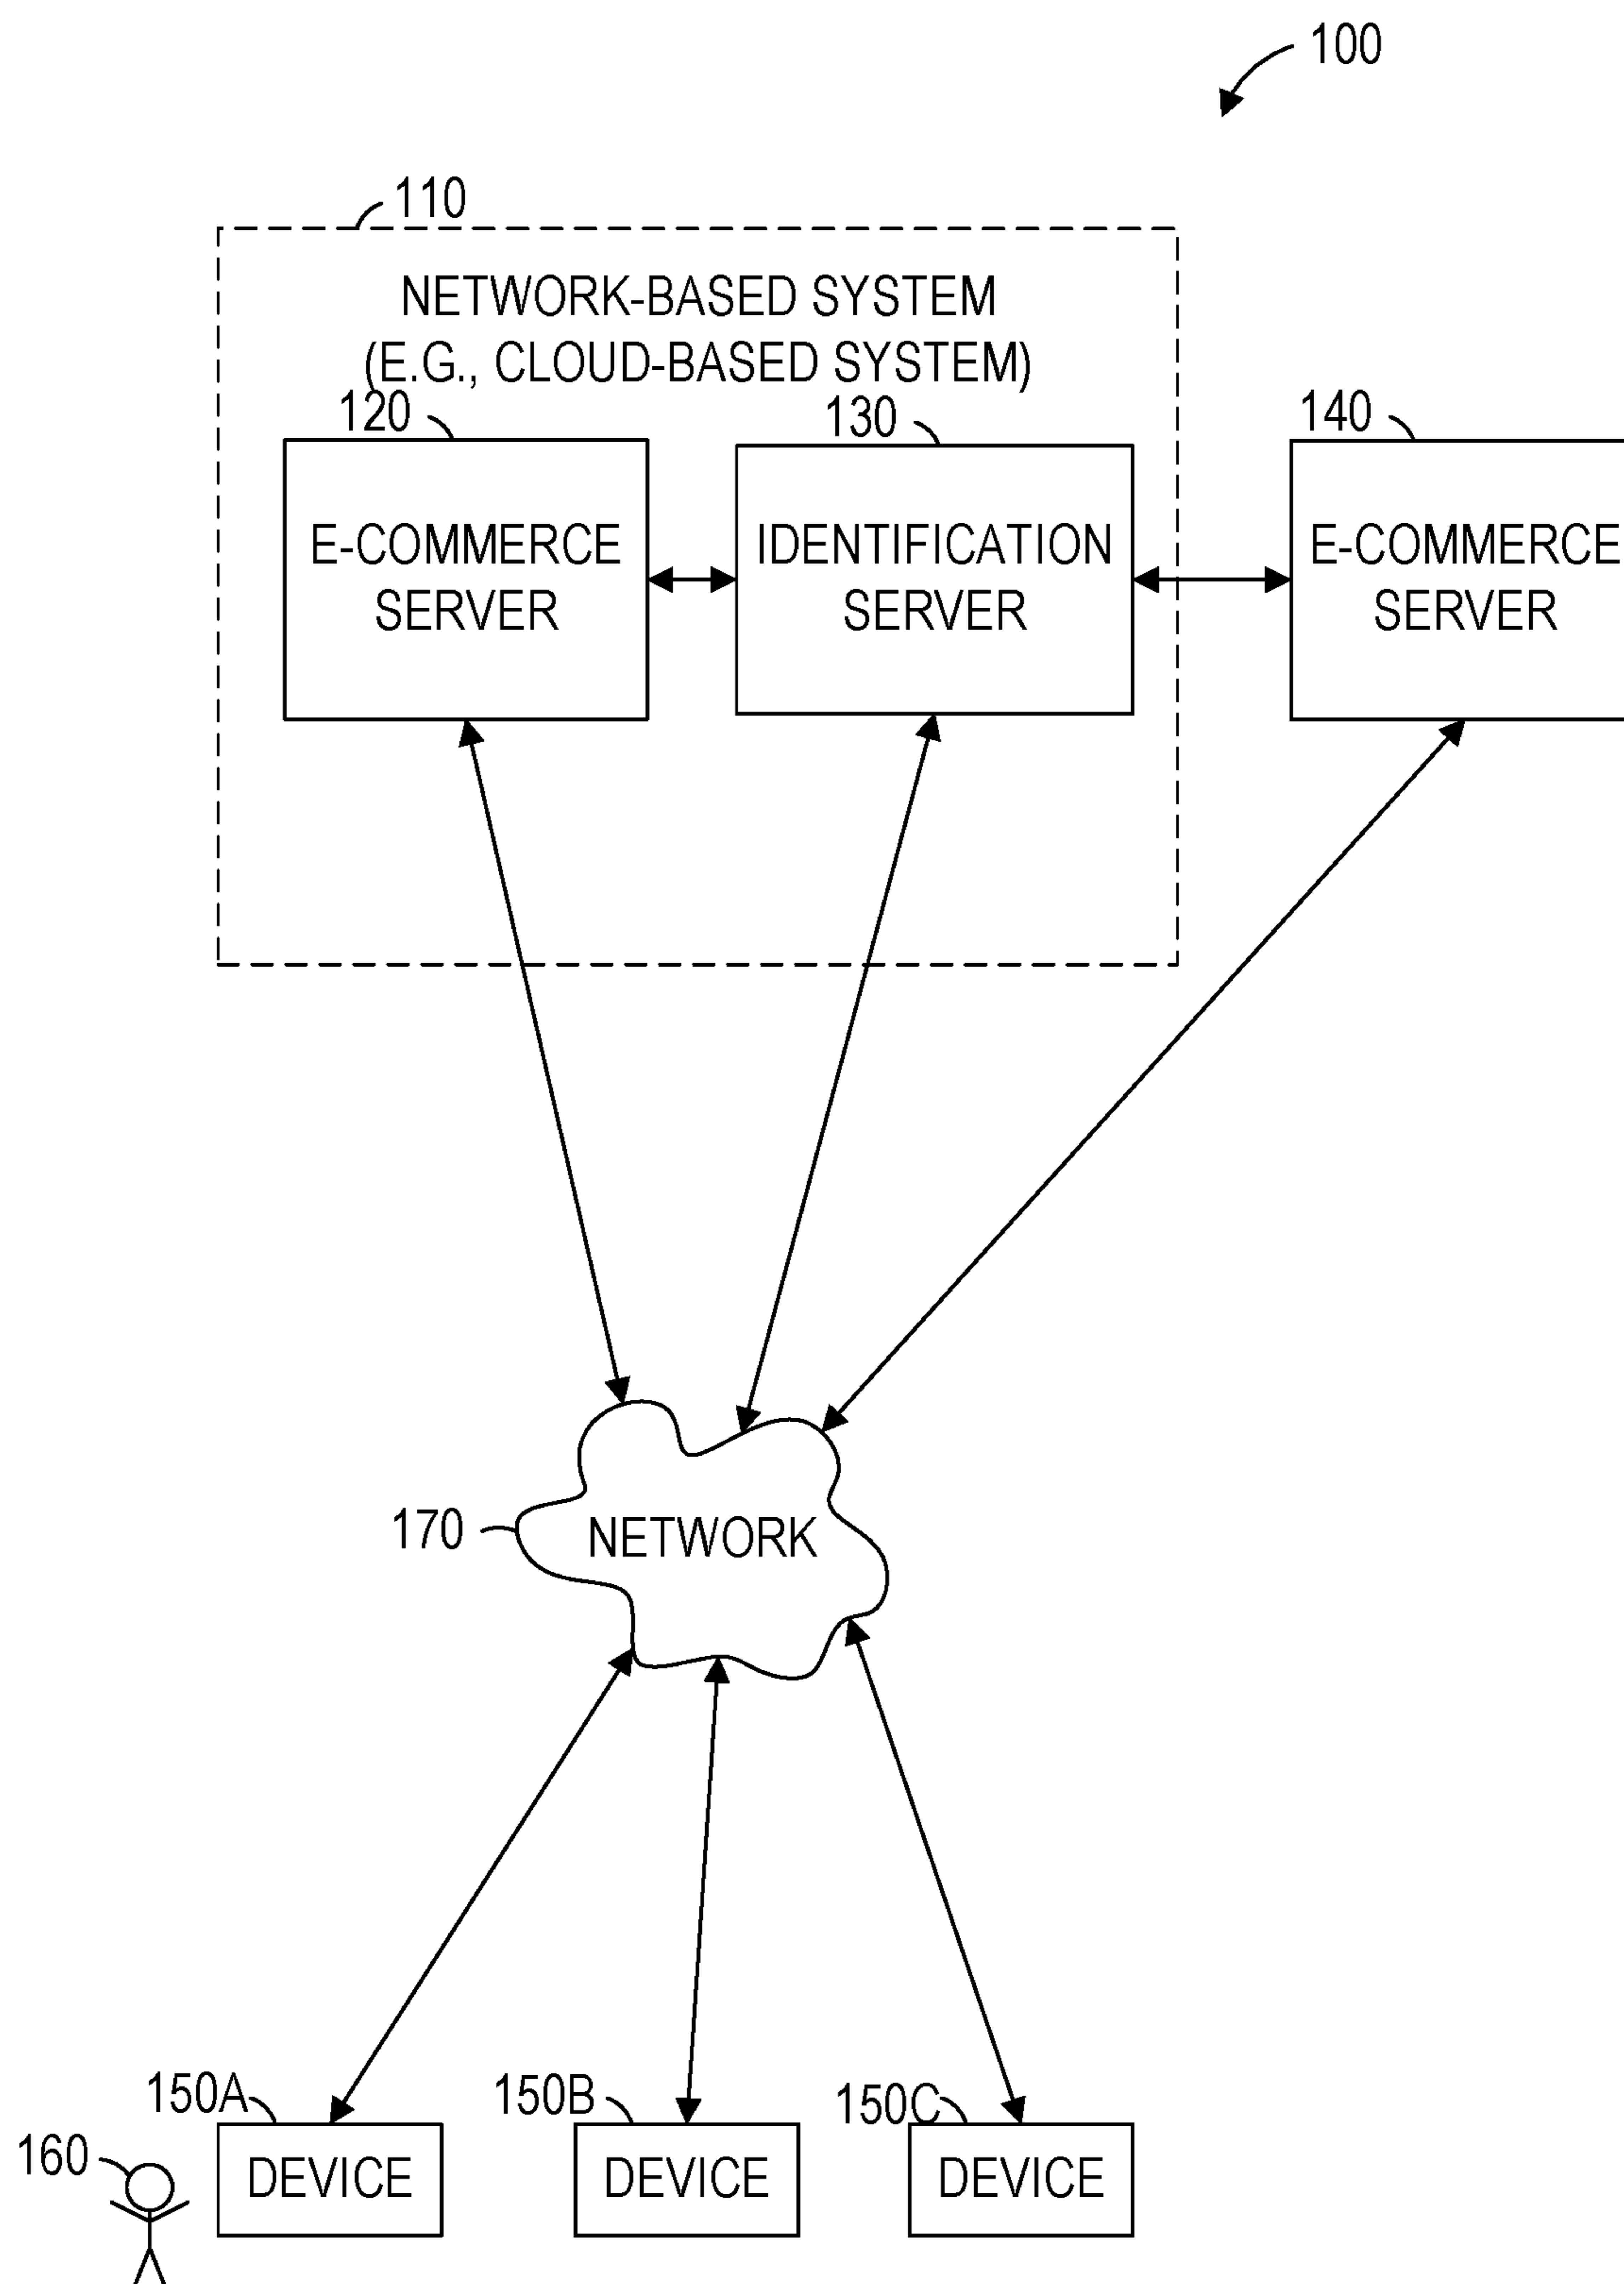 100
110
NETWORK-BASED SYSTEM
(E.G., CLOUD-BASED SYSTEM)
120
130
140
E-COMMERCE
SERVER
IDENTIFICATION
SERVER
E-COMMERCE
SERVER
170
NETWORK
150A
150B
150C
160
DEVICE
DEVICE
DEVICE